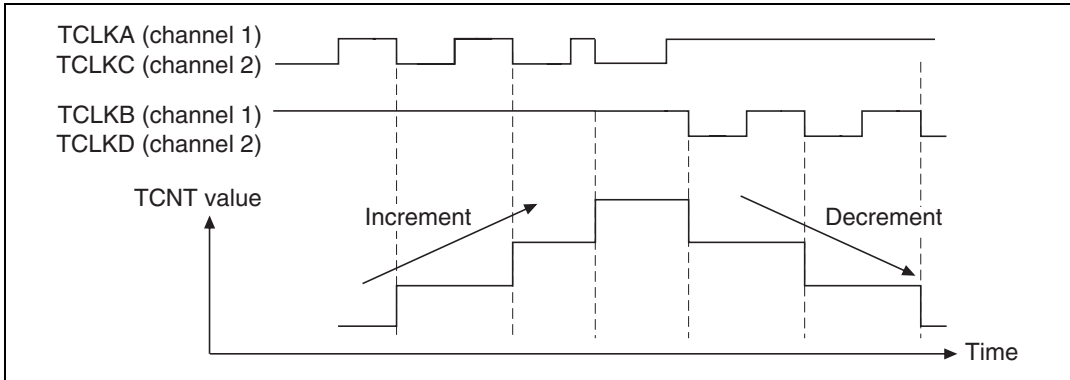 TCLKA (channel 1)
TCLKC (channel 2)
TCLKB (channel 1)
TCLKD (channel 2)
TCNT value
Increment
Decrement
Time